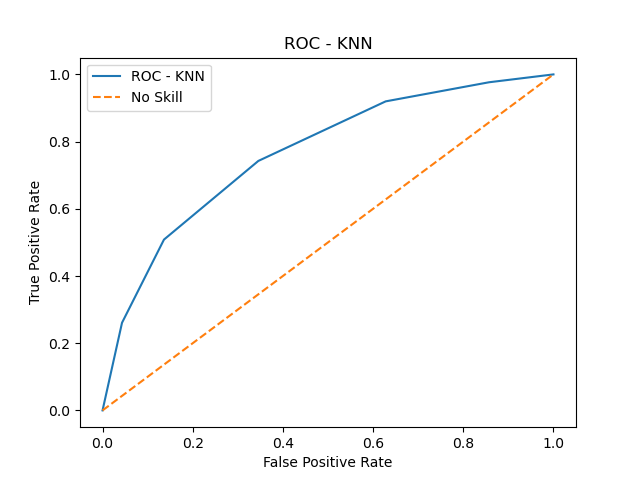 ROC - KNN
ROC - KNN
No Skill
True Positive Rate
1.0
0.8
0.6
0.4
0.2
0.0
0.0 0.2 0.4 0.6 0.8 1.0
False Positive Rate